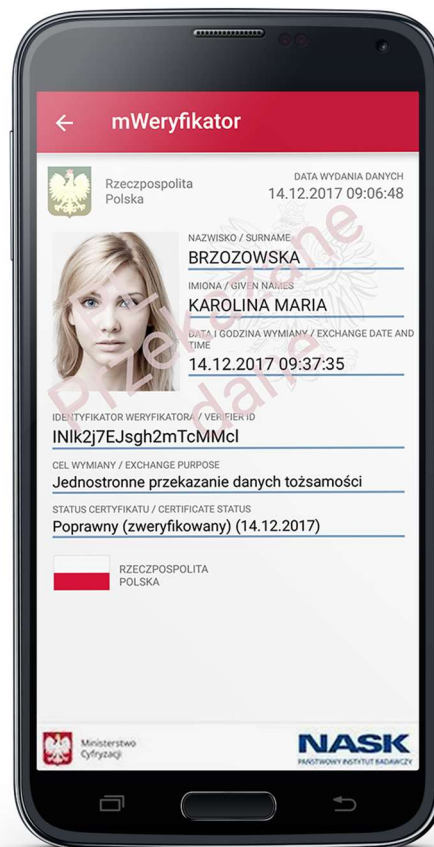 mWeryfikator
Rzeczpospolita
Polska
DATA WYDANIA DANYCH
14.12.2017 09:06:48
NAZWISKO / SURNAME
BRZOZOWSKA
IMIONA / GIVEN NAMES
KAROLINA MARIA
DATA I GODZINA WYMIANY / EXCHANGE DATE AND
TIME
14.12.2017 09:37:35
Przekazane
dane
IDENTYFIKATOR WERYFIKATORA / VERIFIER ID
INIk2j7EJsgh2mTcMMcl
CEL WYMIANY / EXCHANGE PURPOSE
Jednostronne przekazanie danych tożsamości
STATUS CERTYFIKATU / CERTIFICATE STATUS
Poprawny (zweryfikowany) (14.12.2017)
RZECZPOSPOLITA
POLSKA
Ministerstwo
Cyfryzacji
NASK
PAŃSTWOWY INSTYTUT BADAWCZY